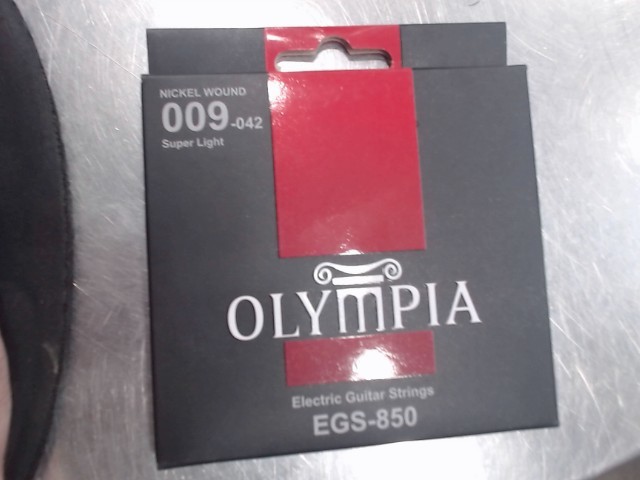 NICKEL WOUND
009-042
Super Light
OLYMPIA
Electric Guitar Strings
EGS-850